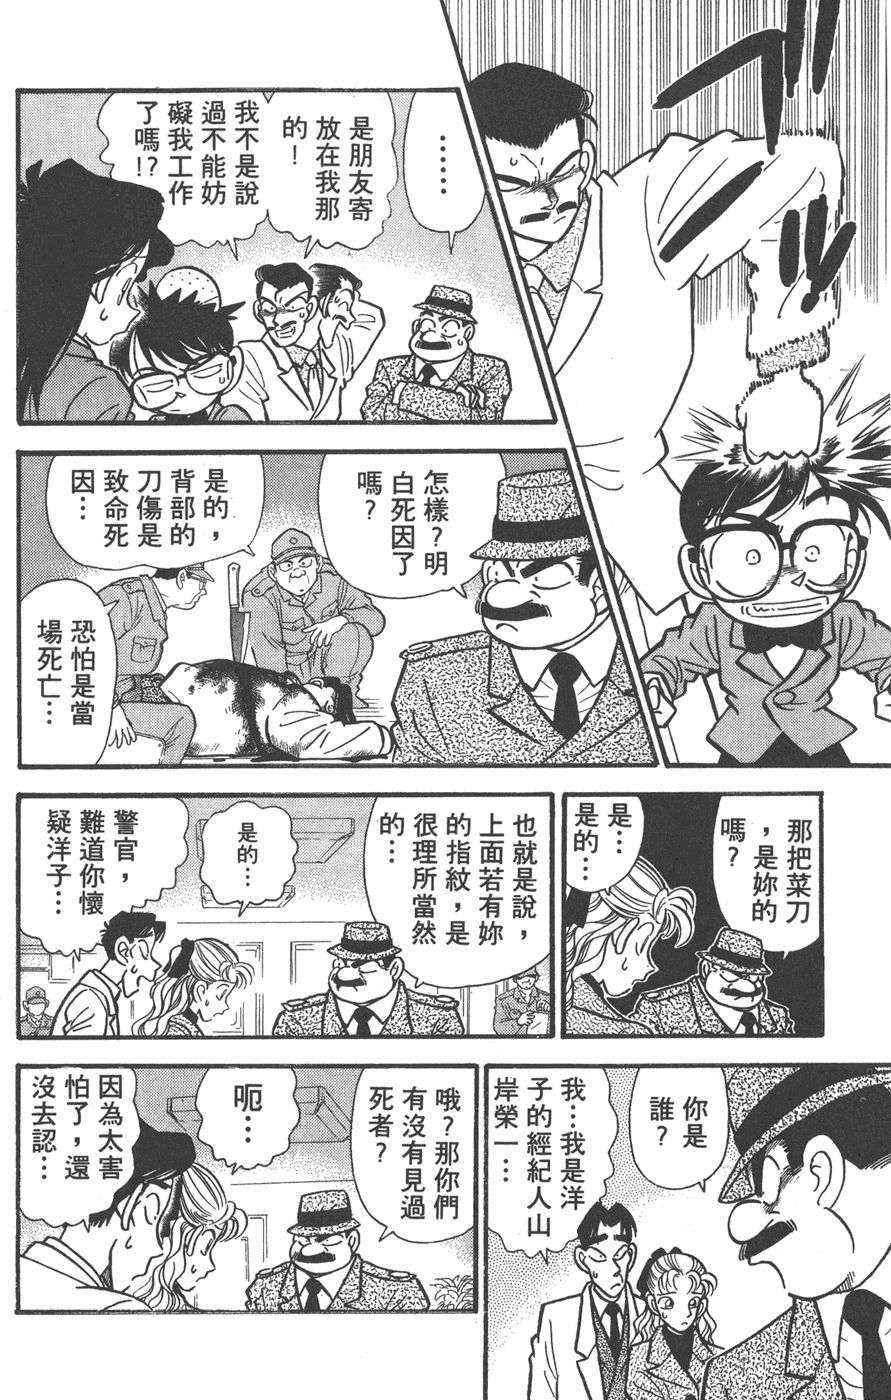 ……
是朋友寄
放在我那
的！
我不是說
過不能妨
礙我工作
了嗎!?
怎樣？明
白死因了
嗎？
是的，
背部的
刀傷是
致命死
因…
恐怕是當
場死亡…
那把菜刀
，是妳的
嗎？
是…
是的…
也就是說，
上面若有妳
的指紋，是
很理所當然
的…
是的…
警官，
難道你懷
疑洋子…
你是
誰？
我…我是洋
子的經紀人山
岸榮一…
哦？那你們
有沒有見過
死者？
呃…
因為太害
怕了，還
沒去認…